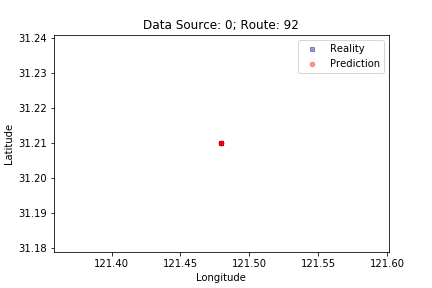 Data Source: 0; Route: 92
Reality
Prediction
31.24
31.23
31.22
31.21
31.20
31.19
31.18
Latitude
121.40
121.45
121.50
121.55
121.60
Longitude